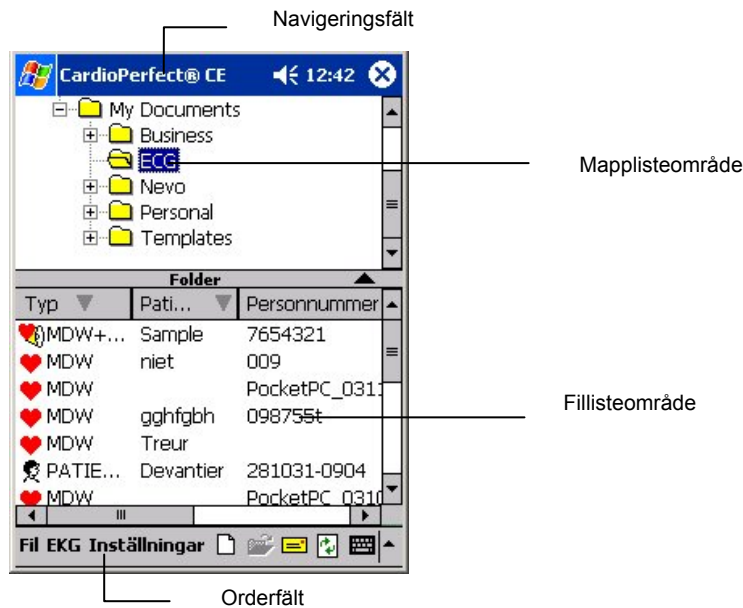 Navigeringsfält
CardioPerfect® CE 12:42
My Documents
Business
ECG
Mapplisteområde
Nevo
Personal
Templates
Folder
Typ Pati... Personnummer
MDW+... Sample 7654321
MDW niet 009
MDW PocketPC_0311
MDW gghfgbh 098755t
Fillisteområde
MDW Treur
PATIE... Devantier 281031-0904
MDW PocketPC_0310
Fil EKG Inställningar
Orderfält